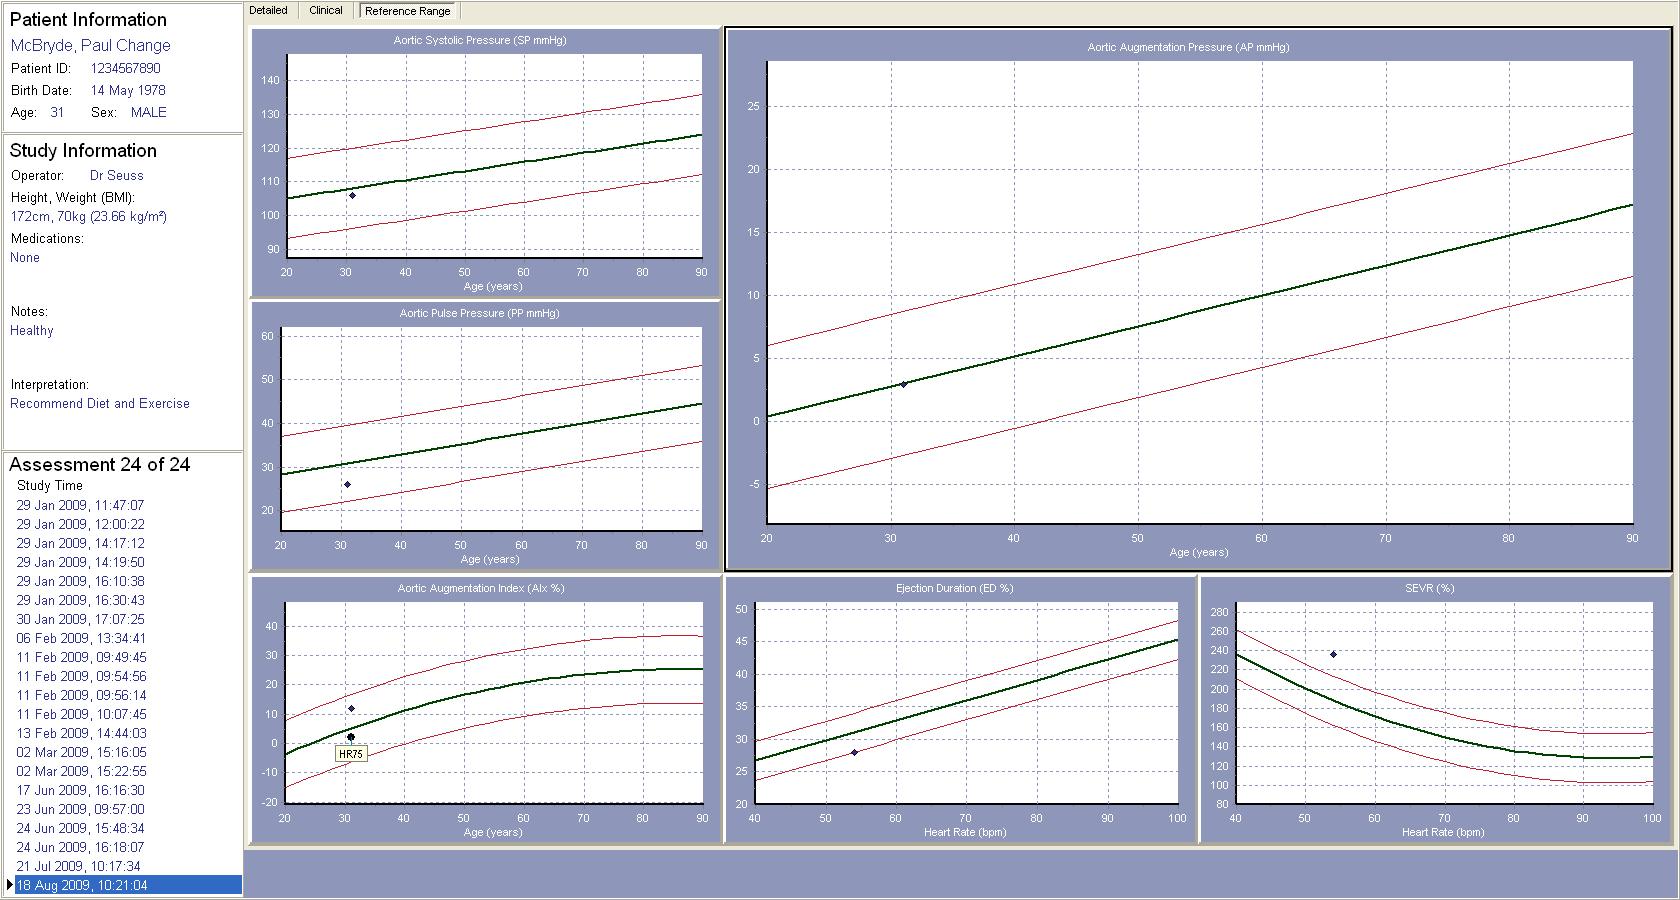 Patient Information
McBryde, Paul Change
Patient ID: 1234567890
Birth Date: 14 May 1978
Age: 31 Sex: MALE
Study Information
Operator: Dr Seuss
Height, Weight (BMI):
172cm, 70kg (23.66 kg/m²)
Medications:
None
Notes:
Healthy
Interpretation:
Recommend Diet and Exercise
Assessment 24 of 24
Study Time
29 Jan 2009, 11:47:07
29 Jan 2009, 12:00:22
29 Jan 2009, 14:17:12
29 Jan 2009, 14:19:50
29 Jan 2009, 16:10:38
29 Jan 2009, 16:30:43
30 Jan 2009, 17:07:25
06 Feb 2009, 13:34:41
11 Feb 2009, 09:49:45
11 Feb 2009, 09:54:56
11 Feb 2009, 09:56:14
11 Feb 2009, 10:07:45
13 Feb 2009, 14:44:03
02 Mar 2009, 15:16:05
02 Mar 2009, 15:22:55
17 Jun 2009, 16:16:30
23 Jun 2009, 09:57:00
24 Jun 2009, 15:48:34
24 Jun 2009, 16:18:07
21 Jul 2009, 10:17:34
18 Aug 2009, 10:21:04
Detailed Clinical Reference Range
Aortic Systolic Pressure (SP mmHg)
140
130
120
110
100
90
20 30 40 50 60 70 80 90
Age (years)
Aortic Pulse Pressure (PP mmHg)
60
50
40
30
20
20 30 40 50 60 70 80 90
Age (years)
Aortic Augmentation Pressure (AP mmHg)
25
20
15
10
5
0
-5
20 30 40 50 60 70 80 90
Age (years)
Aortic Augmentation Index (AIx %)
40
30
20
10
0
-10
-20
HR75
20 30 40 50 60 70 80 90
Age (years)
Ejection Duration (ED %)
50
45
40
35
30
25
20
40 50 60 70 80 90 100
Heart Rate (bpm)
SEVR (%)
280
260
240
220
200
180
160
140
120
100
80
40 50 60 70 80 90 100
Heart Rate (bpm)